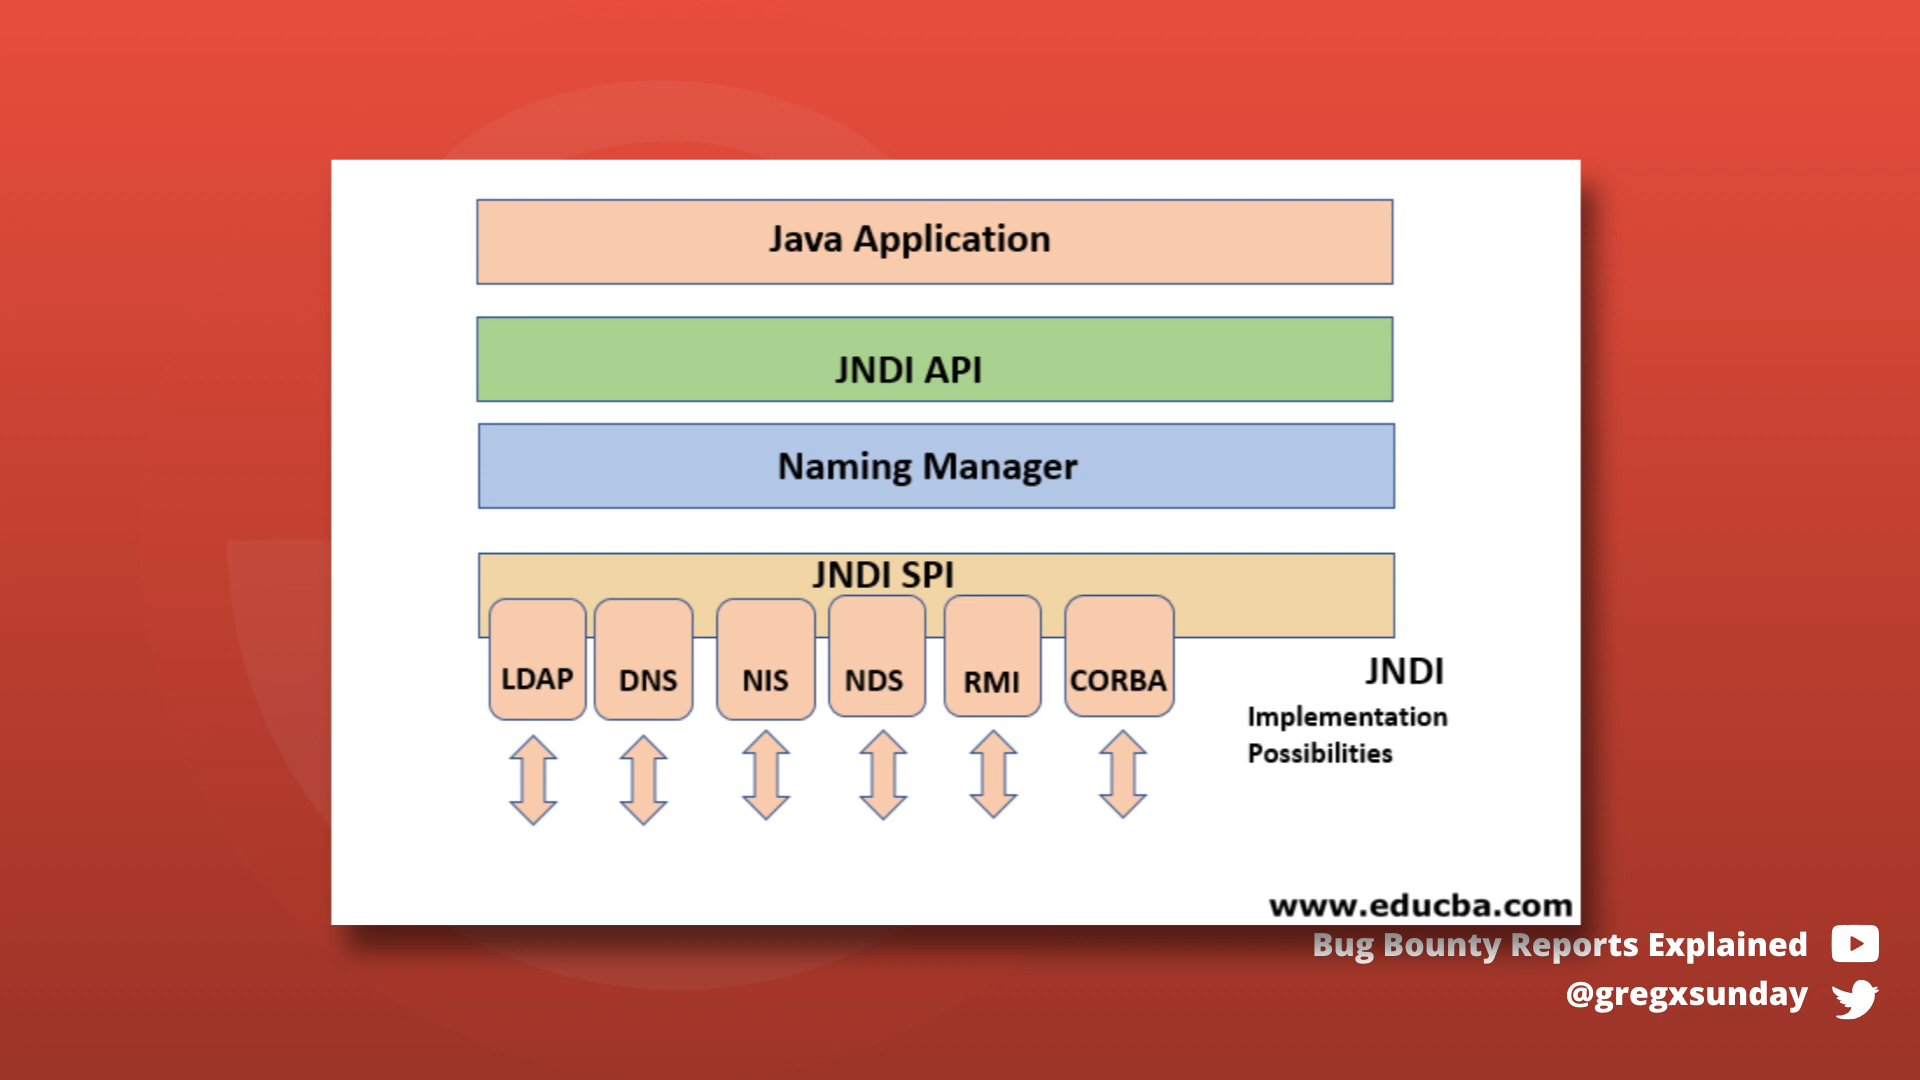 Java Application
JNDI API
Naming Manager
JNDI SPI
LDAP
DNS
NIS
NDS
RMI
CORBA
JNDI
Implementation
Possibilities
www.educba.com
Bug Bounty Reports Explained
@gregxsunday